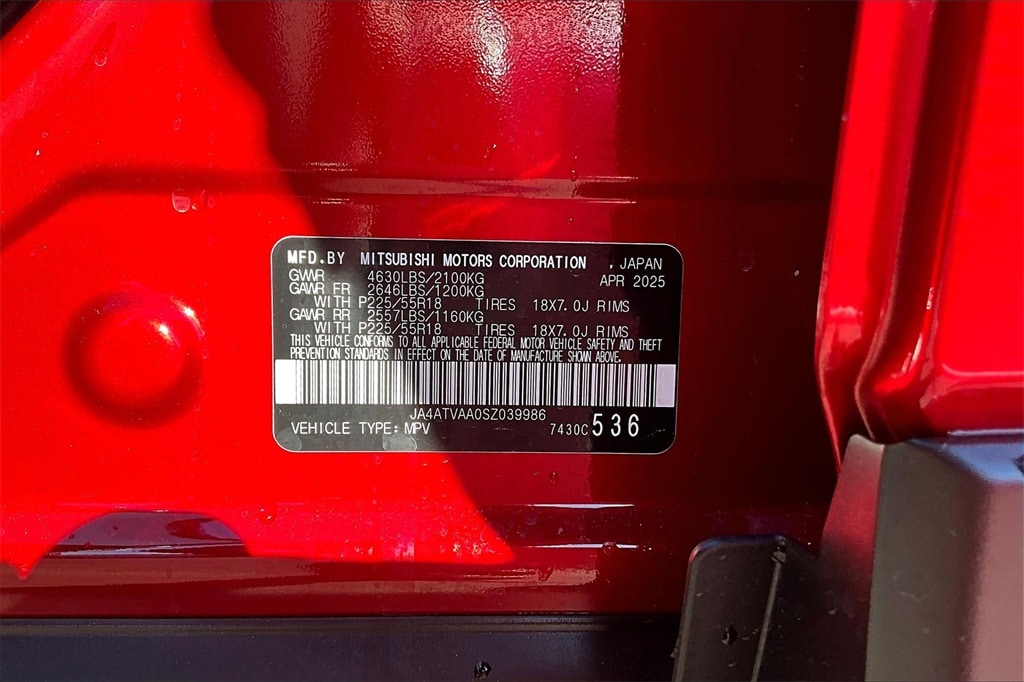 MFD.BY MITSUBISHI MOTORS CORPORATION , JAPAN
GVWR 4630LBS/2100KG APR 2025
GAWR FR 2646LBS/1200KG
WITH P225/55R18 TIRES 18X7.0J RIMS
GAWR RR 2557LBS/1160KG
WITH P225/55R18 TIRES 18X7.0J RIMS
THIS VEHICLE CONFORMS TO ALL APPLICABLE FEDERAL MOTOR VEHICLE SAFETY AND THEFT
PREVENTION STANDARDS IN EFFECT ON THE DATE OF MANUFACTURE SHOWN ABOVE.
JA4ATVAA0SZ039986
VEHICLE TYPE:MPV 7430C 536